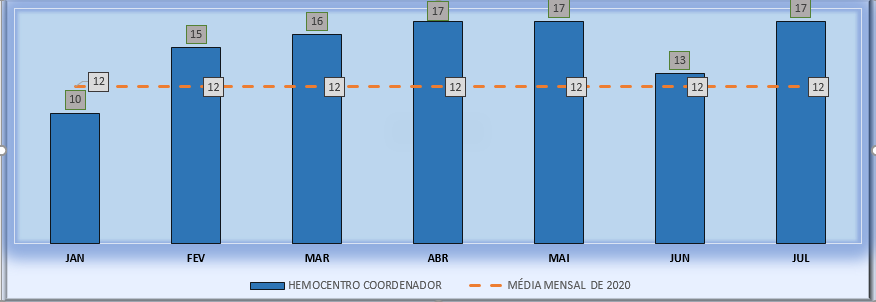 17 17 17
16
15
13
12
10
12 12 12 12 12 12
JAN FEV MAR ABR MAI JUN JUL
HEMOCENTRO COORDENADOR MÉDIA MENSAL DE 2020